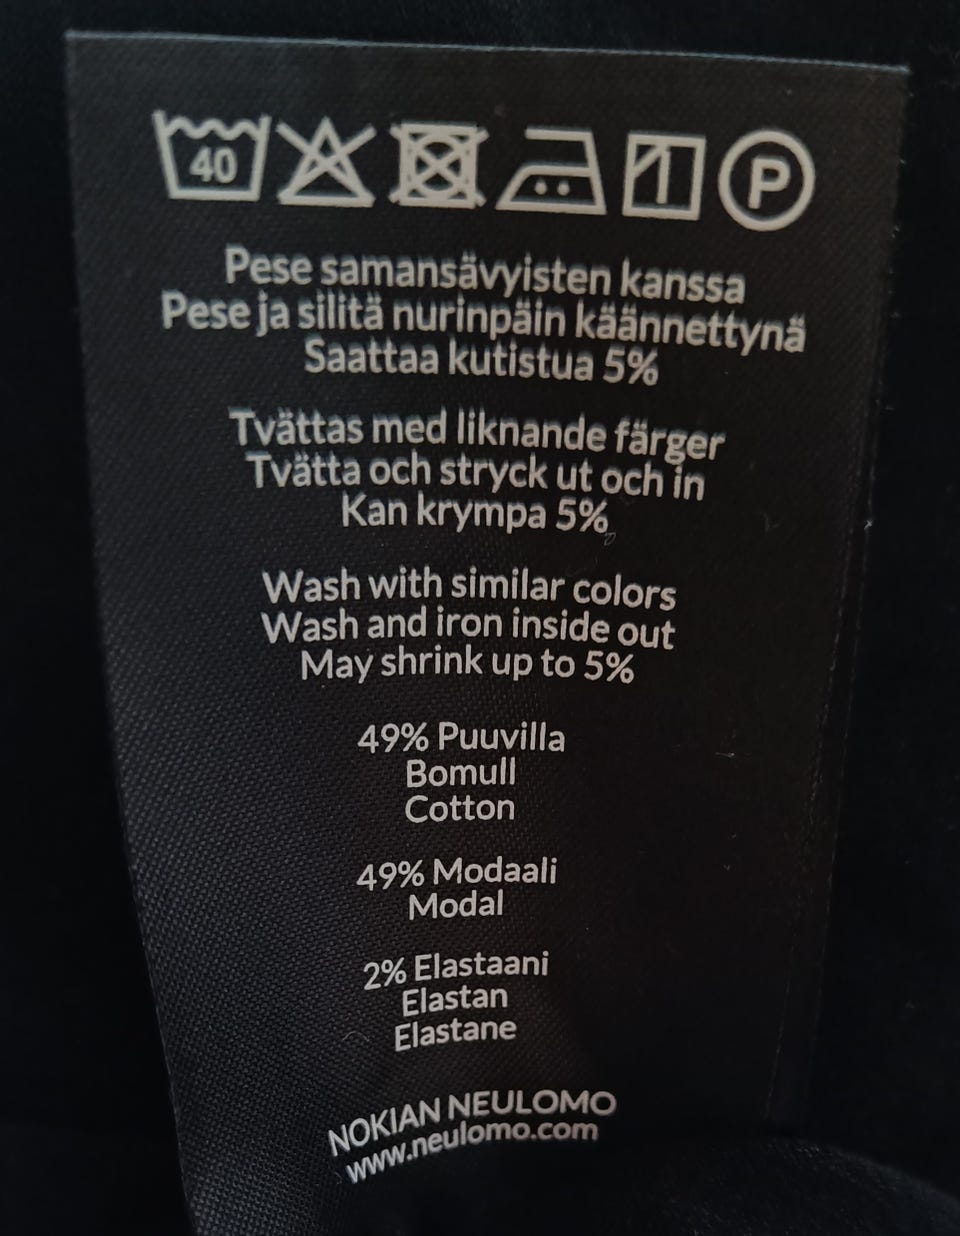 40 P
Pese samansävyisten kanssa
Pese ja silitä nurinpäin käännettynä
Saattaa kutistua 5%
Tvättas med liknande färger
Tvätta och stryck ut och in
Kan krympa 5%
Wash with similar colors
Wash and iron inside out
May shrink up to 5%
49% Puuvilla
Bomull
Cotton
49% Modaali
Modal
2% Elastaani
Elastan
Elastane
NOKIAN NEULOMO
www.neulomo.com